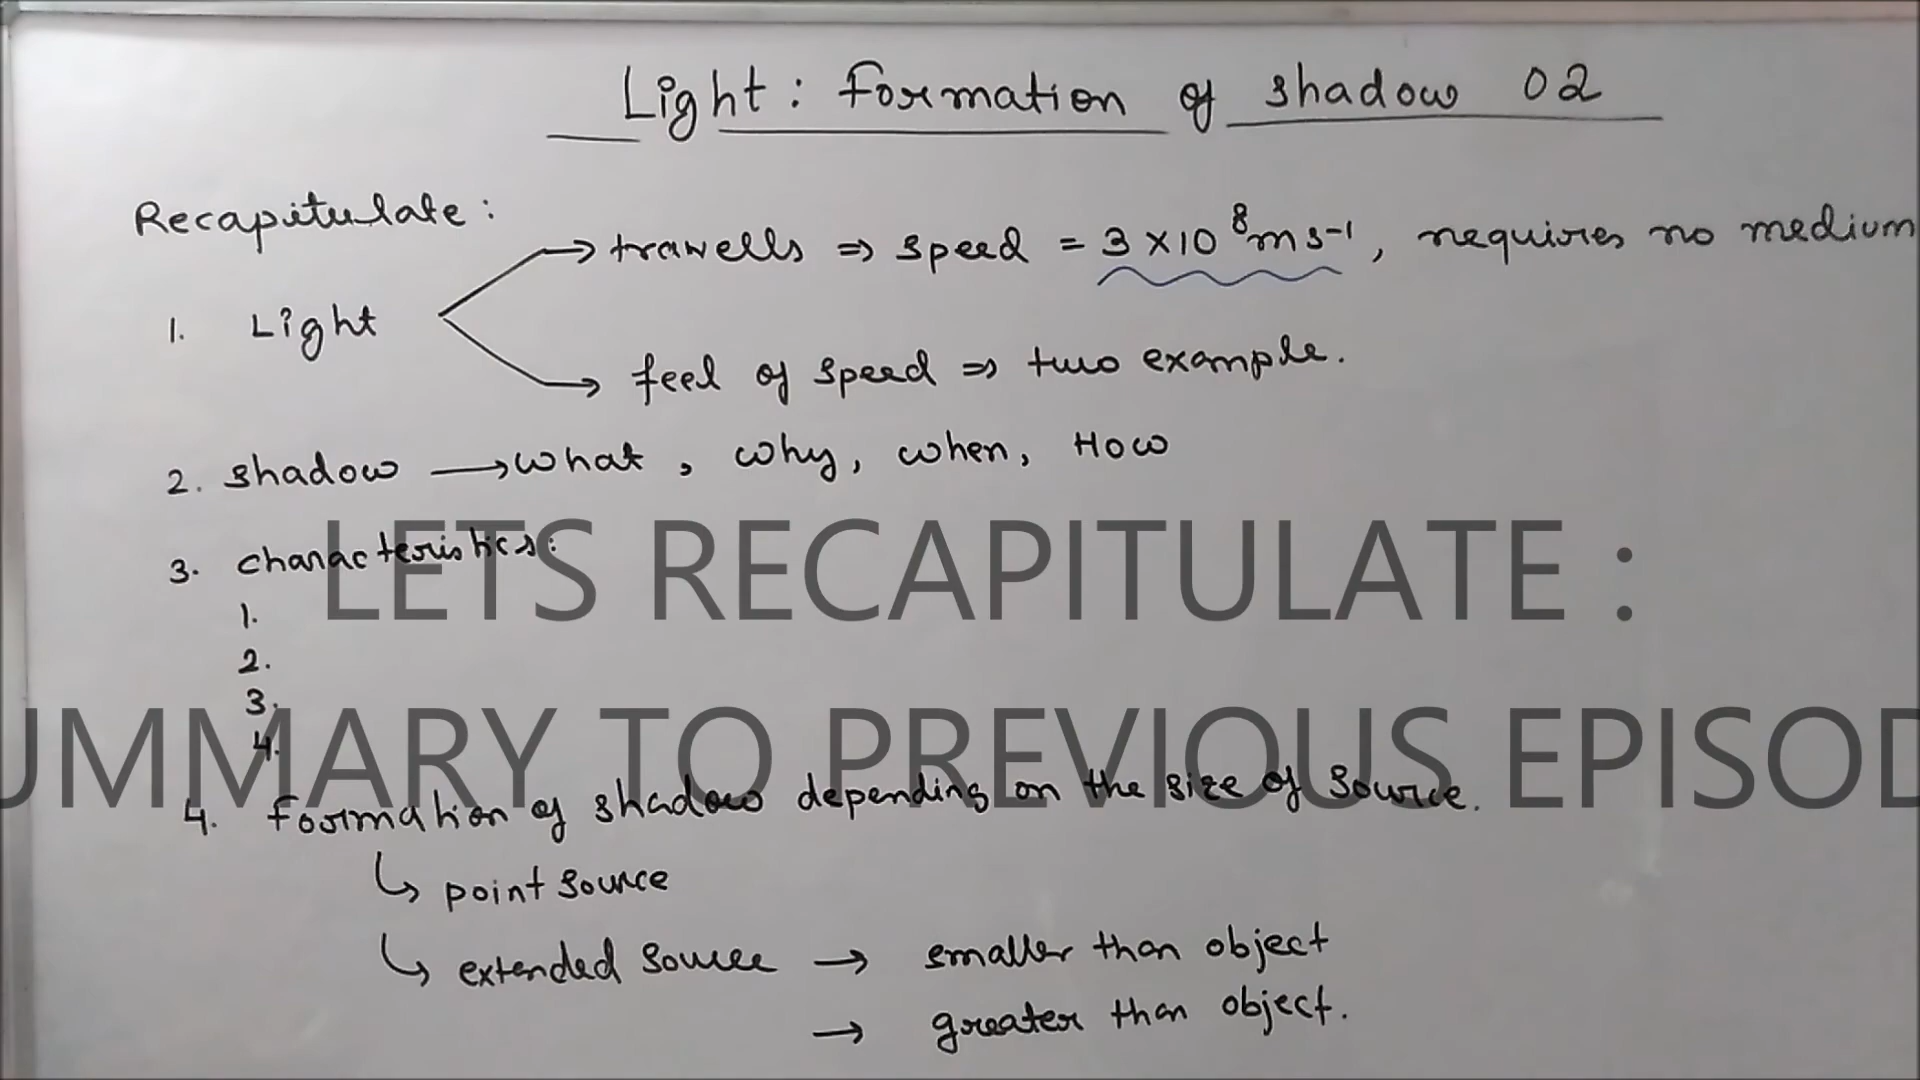 Light: Formation of shadow 02
Recapitulate:
→ travells ⇒ speed = 3 × 10⁸ ms⁻¹, requires no medium
1. Light
→ feel of speed ⇒ two example.
2. shadow → what, why, when, How
3. characteristics:
LETS RECAPITULATE :
1.
2.
3.
4.
UMMARY TO PREVIOUS EPISOD
4. Formation of shadow depending on the size of source.
↳ point source
↳ extended source → smaller than object
→ greater than object.